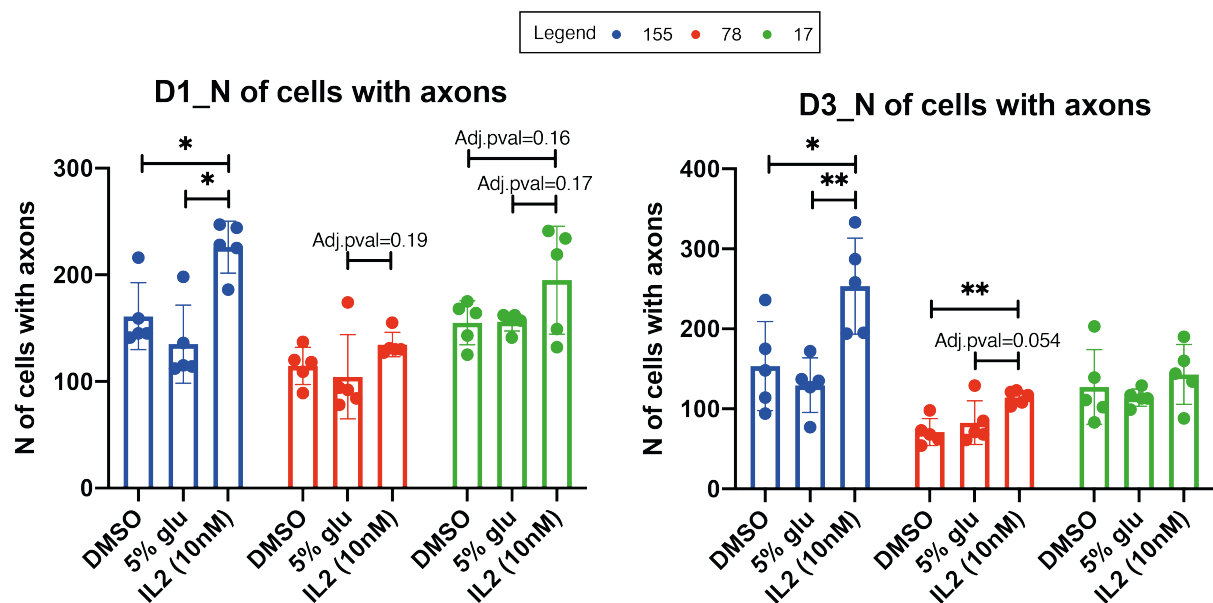 Legend 155 78 17
D1_N of cells with axons
N of cells with axons
300
200
100
0
*
*
Adj.pval=0.19
Adj.pval=0.16
Adj.pval=0.17
DMSO
5% glu
IL2 (10nM)
DMSO
5% glu
IL2 (10nM)
DMSO
5% glu
IL2 (10nM)
D3_N of cells with axons
N of cells with axons
400
300
200
100
0
*
**
**
Adj.pval=0.054
DMSO
5% glu
IL2 (10nM)
DMSO
5% glu
IL2 (10nM)
DMSO
5% glu
IL2 (10nM)